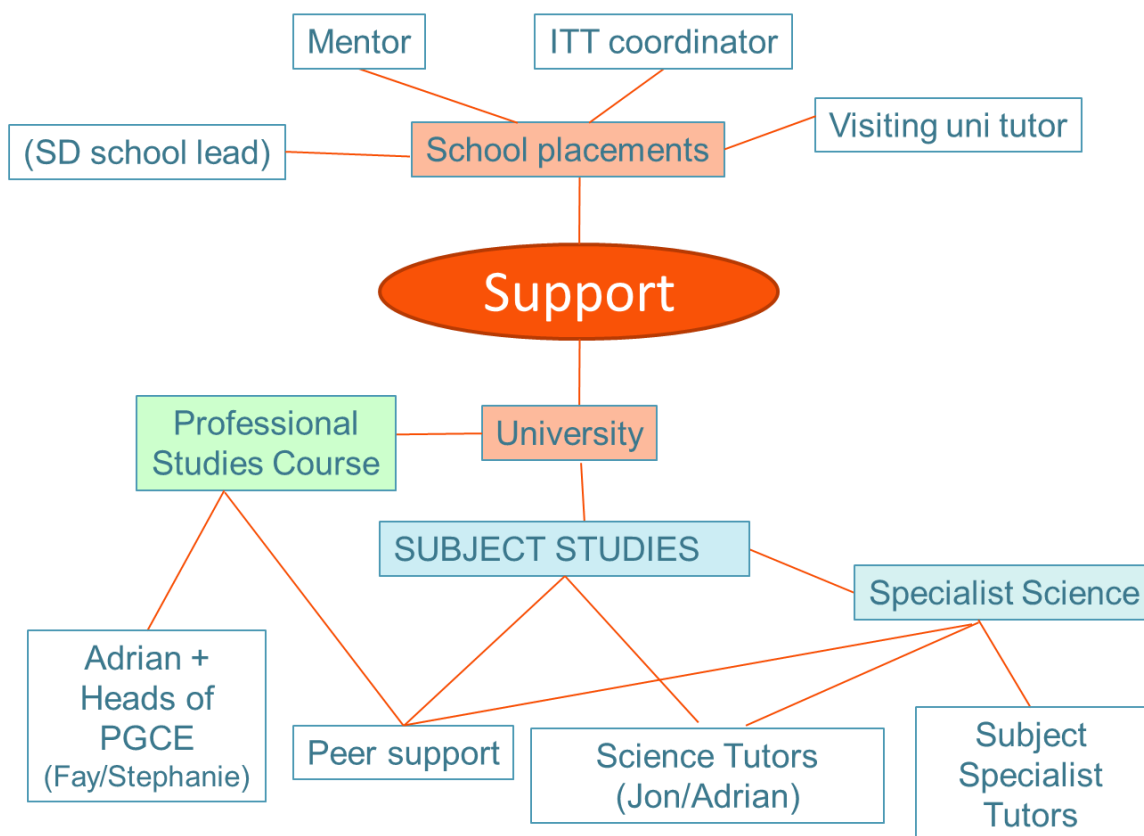 Mentor
ITT coordinator
(SD school lead)
School placements
Visiting uni tutor
Support
Professional
Studies Course
University
SUBJECT STUDIES
Specialist Science
Adrian +
Heads of
PGCE
(Fay/Stephanie)
Peer support
Science Tutors
(Jon/Adrian)
Subject
Specialist
Tutors